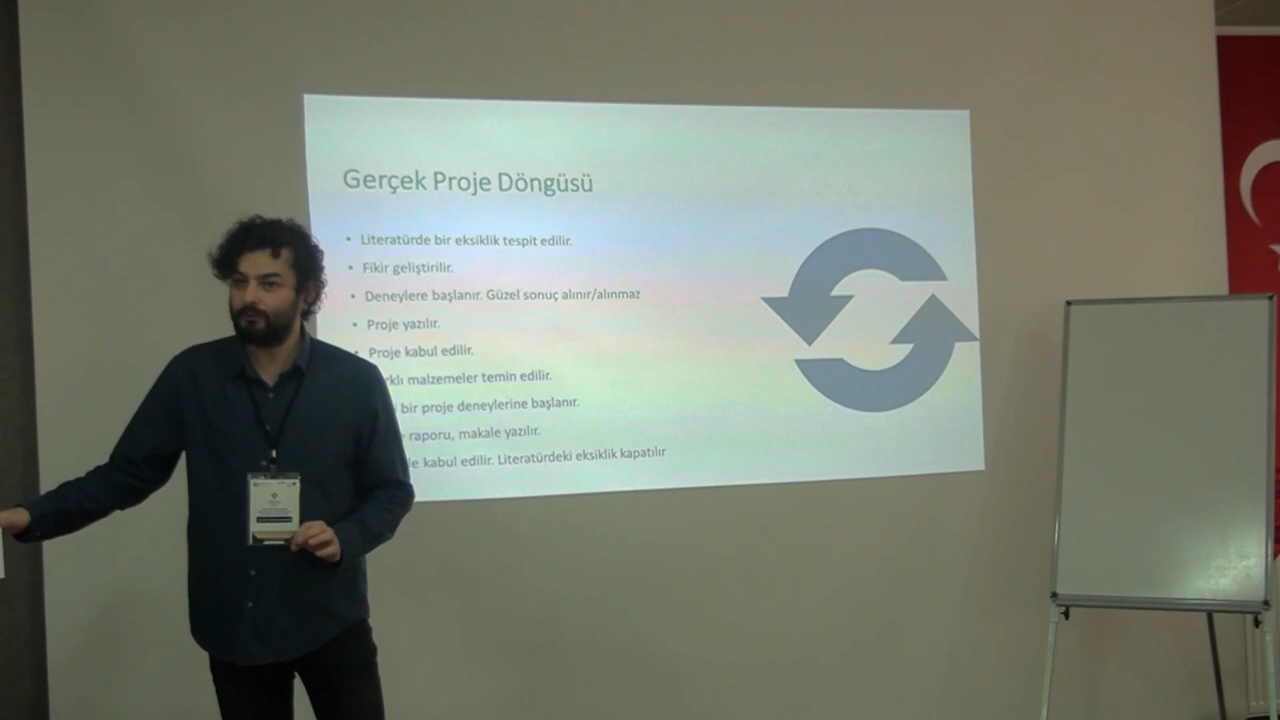 Gerçek Proje Döngüsü
• Literatürde bir eksiklik tespit edilir.
• Fikir geliştirilir.
• Deneylere başlanır. Güzel sonuç alınır/alınmaz
• Proje yazılır.
• Proje kabul edilir.
malzemeler temin edilir.
bir proje deneylerine başlanır.
raporu, makale yazılır.
kabul edilir. Literatürdeki eksiklik kapatılır